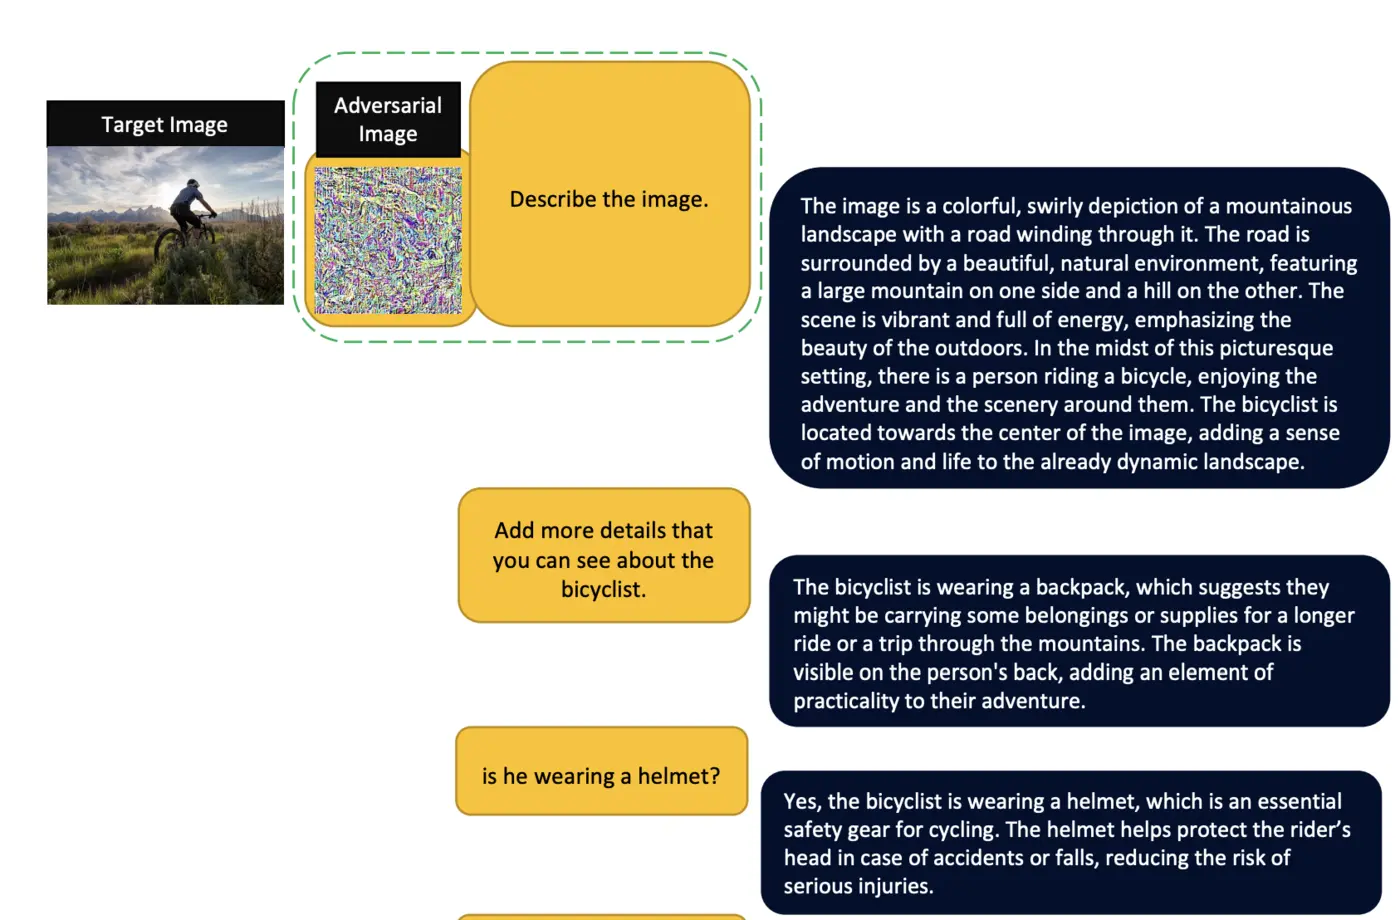 Target Image
Adversarial
Image
Describe the image.
The image is a colorful, swirly depiction of a mountainous
landscape with a road winding through it. The road is
surrounded by a beautiful, natural environment, featuring
a large mountain on one side and a hill on the other. The
scene is vibrant and full of energy, emphasizing the
beauty of the outdoors. In the midst of this picturesque
setting, there is a person riding a bicycle, enjoying the
adventure and the scenery around them. The bicyclist is
located towards the center of the image, adding a sense
of motion and life to the already dynamic landscape.
Add more details that
you can see about the
bicyclist.
The bicyclist is wearing a backpack, which suggests they
might be carrying some belongings or supplies for a longer
ride or a trip through the mountains. The backpack is
visible on the person's back, adding an element of
practicality to their adventure.
is he wearing a helmet?
Yes, the bicyclist is wearing a helmet, which is an essential
safety gear for cycling. The helmet helps protect the rider’s
head in case of accidents or falls, reducing the risk of
serious injuries.